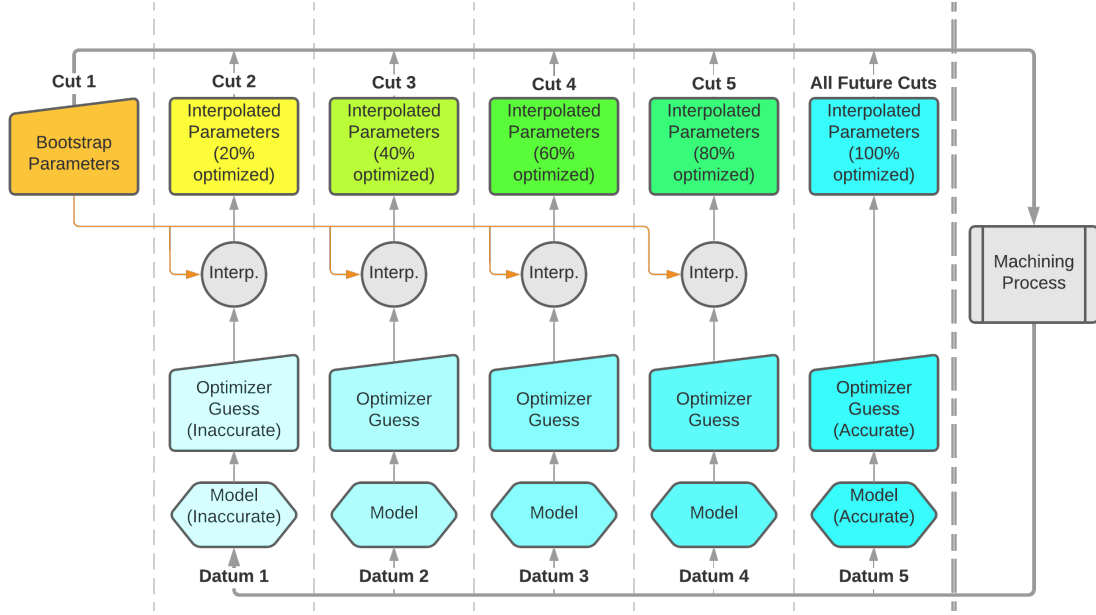 Cut 1
Cut 2
Cut 3
Cut 4
Cut 5
All Future Cuts
Bootstrap
Parameters
Interpolated
Parameters
(20%
optimized)
Interpolated
Parameters
(40%
optimized)
Interpolated
Parameters
(60%
optimized)
Interpolated
Parameters
(80%
optimized)
Interpolated
Parameters
(100%
optimized)
Interp.
Interp.
Interp.
Interp.
Machining
Process
Optimizer
Guess
(Inaccurate)
Optimizer
Guess
Optimizer
Guess
Optimizer
Guess
Optimizer
Guess
(Accurate)
Model
(Inaccurate)
Model
Model
Model
Model
(Accurate)
Datum 1
Datum 2
Datum 3
Datum 4
Datum 5